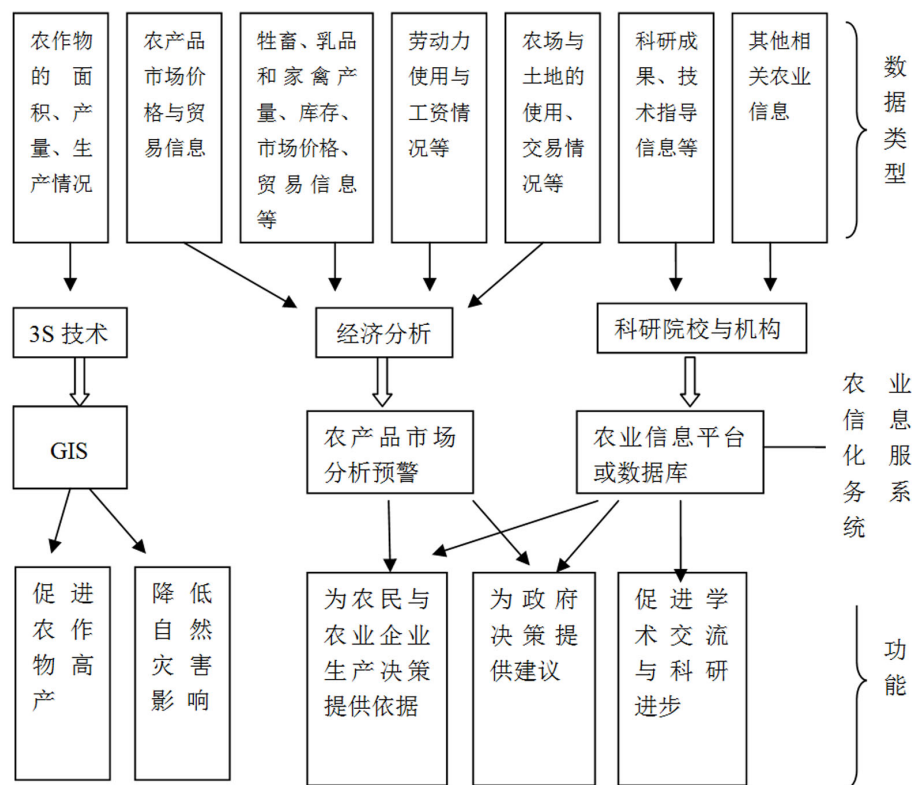 农作物
的面
积、产
量、生
产情况
农产品
市场价
格与贸
易信息
牲畜、乳品
和家禽产
量、库存、
市场价格、
贸易信息
等
劳动力
使用与
工资情
况等
农场与
土地的
使用、
交易情
况等
科研成
果、技
术指导
信息等
其他相
关农业
信息
数
据
类
型
3S 技术
经济分析
科研院校与机构
GIS
农产品市场
分析预警
农业信息平台
或数据库
农业
信息
化服
务系
统
促进
农作
物高
产
降低
自然
灾害
影响
为农民与
农业企业
生产决策
提供依据
为政府
决策提
供建议
促进学
术交流
与科研
进步
功
能